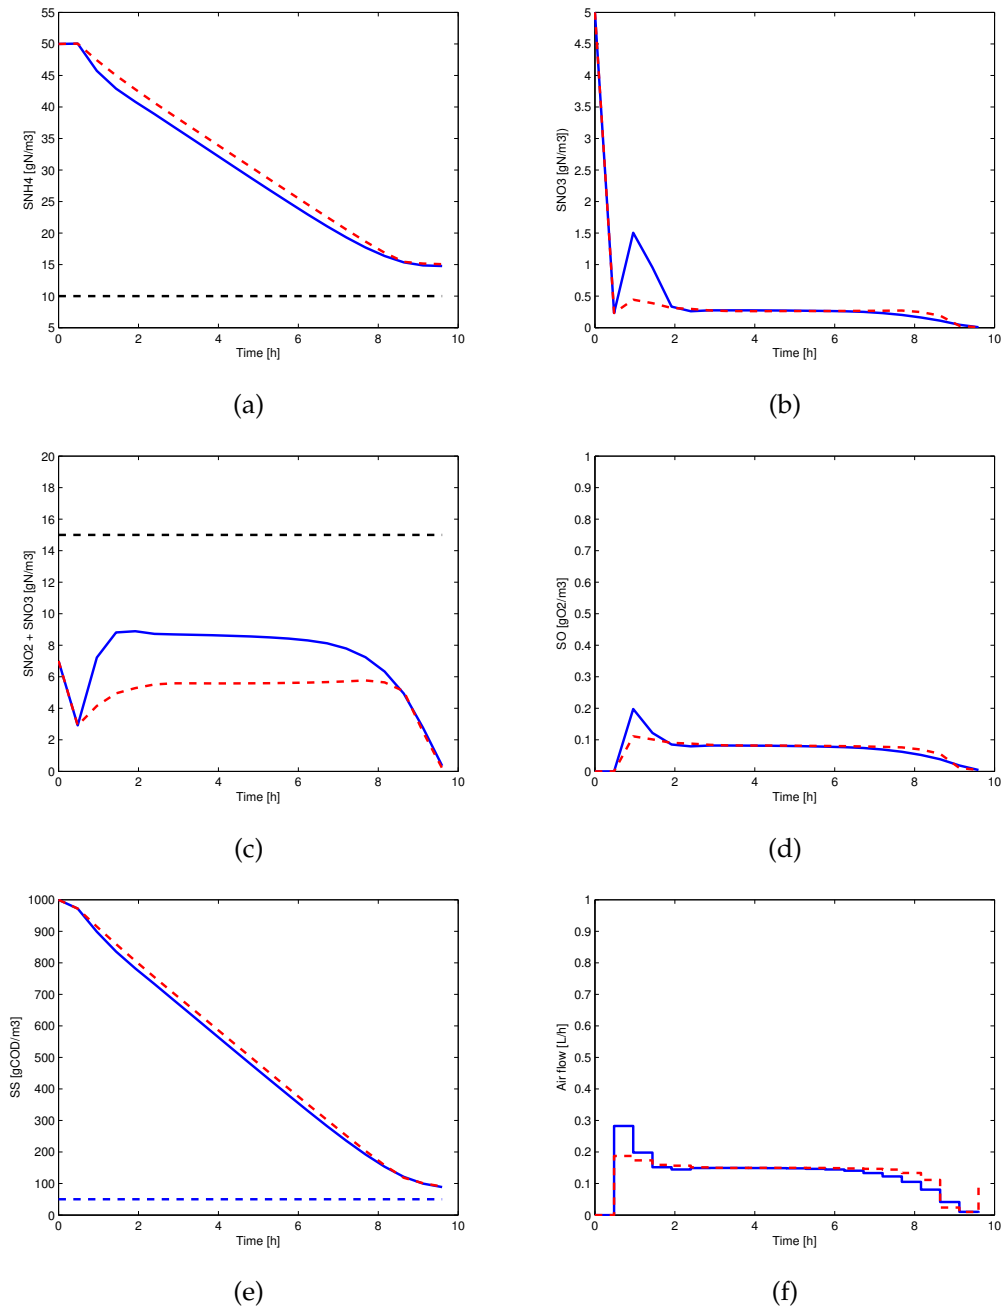 55
50
45
40
35
30
25
20
15
10
5
SNH4 [gN/m3]
0 2 4 6 8 10
Time [h]
(a)
5
4.5
4
3.5
3
2.5
2
1.5
1
0.5
0
SNO3 [gN/m3])
0 2 4 6 8 10
Time [h]
(b)
20
18
16
14
12
10
8
6
4
2
0
SNO2 + SNO3 [gN/m3]
0 2 4 6 8 10
Time [h]
(c)
1
0.9
0.8
0.7
0.6
0.5
0.4
0.3
0.2
0.1
0
SO [gO2/m3]
0 2 4 6 8 10
Time [h]
(d)
1000
900
800
700
600
500
400
300
200
100
0
SS [gCOD/m3]
0 2 4 6 8 10
Time [h]
(e)
1
0.9
0.8
0.7
0.6
0.5
0.4
0.3
0.2
0.1
0
Air flow [L/h]
0 2 4 6 8 10
Time [h]
(f)